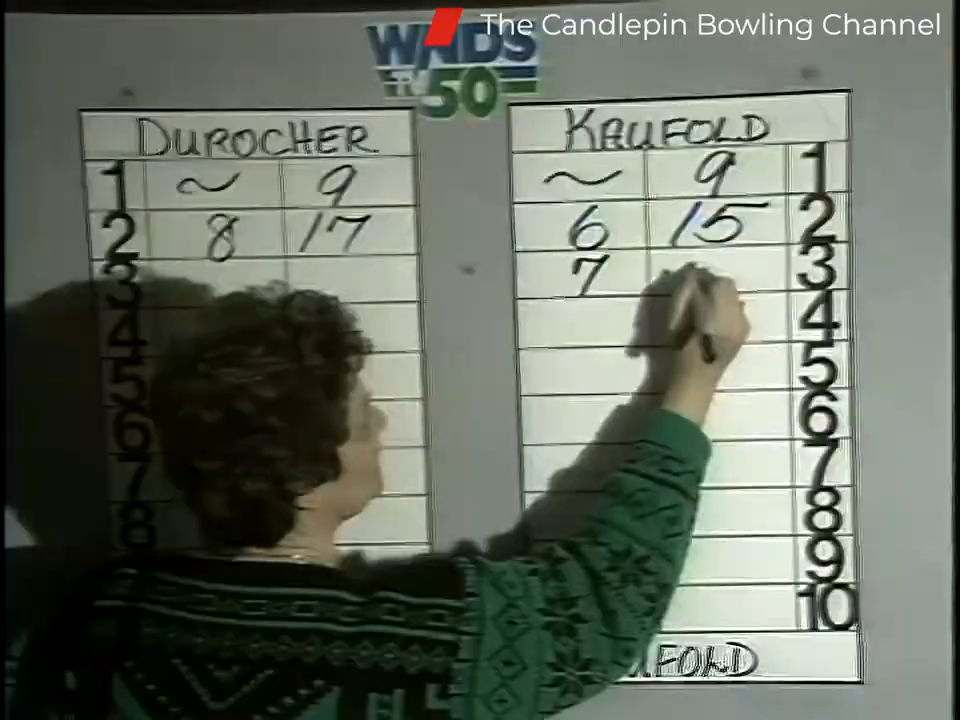 The Candlepin Bowling Channel
WNDS
TV 50
DUROCHER
1 ~ 9
2 8 17
3
4
5
6
7
8
KAUFOLD
~ 9 1
6 15 2
7 3
4
5
6
7
8
9
10